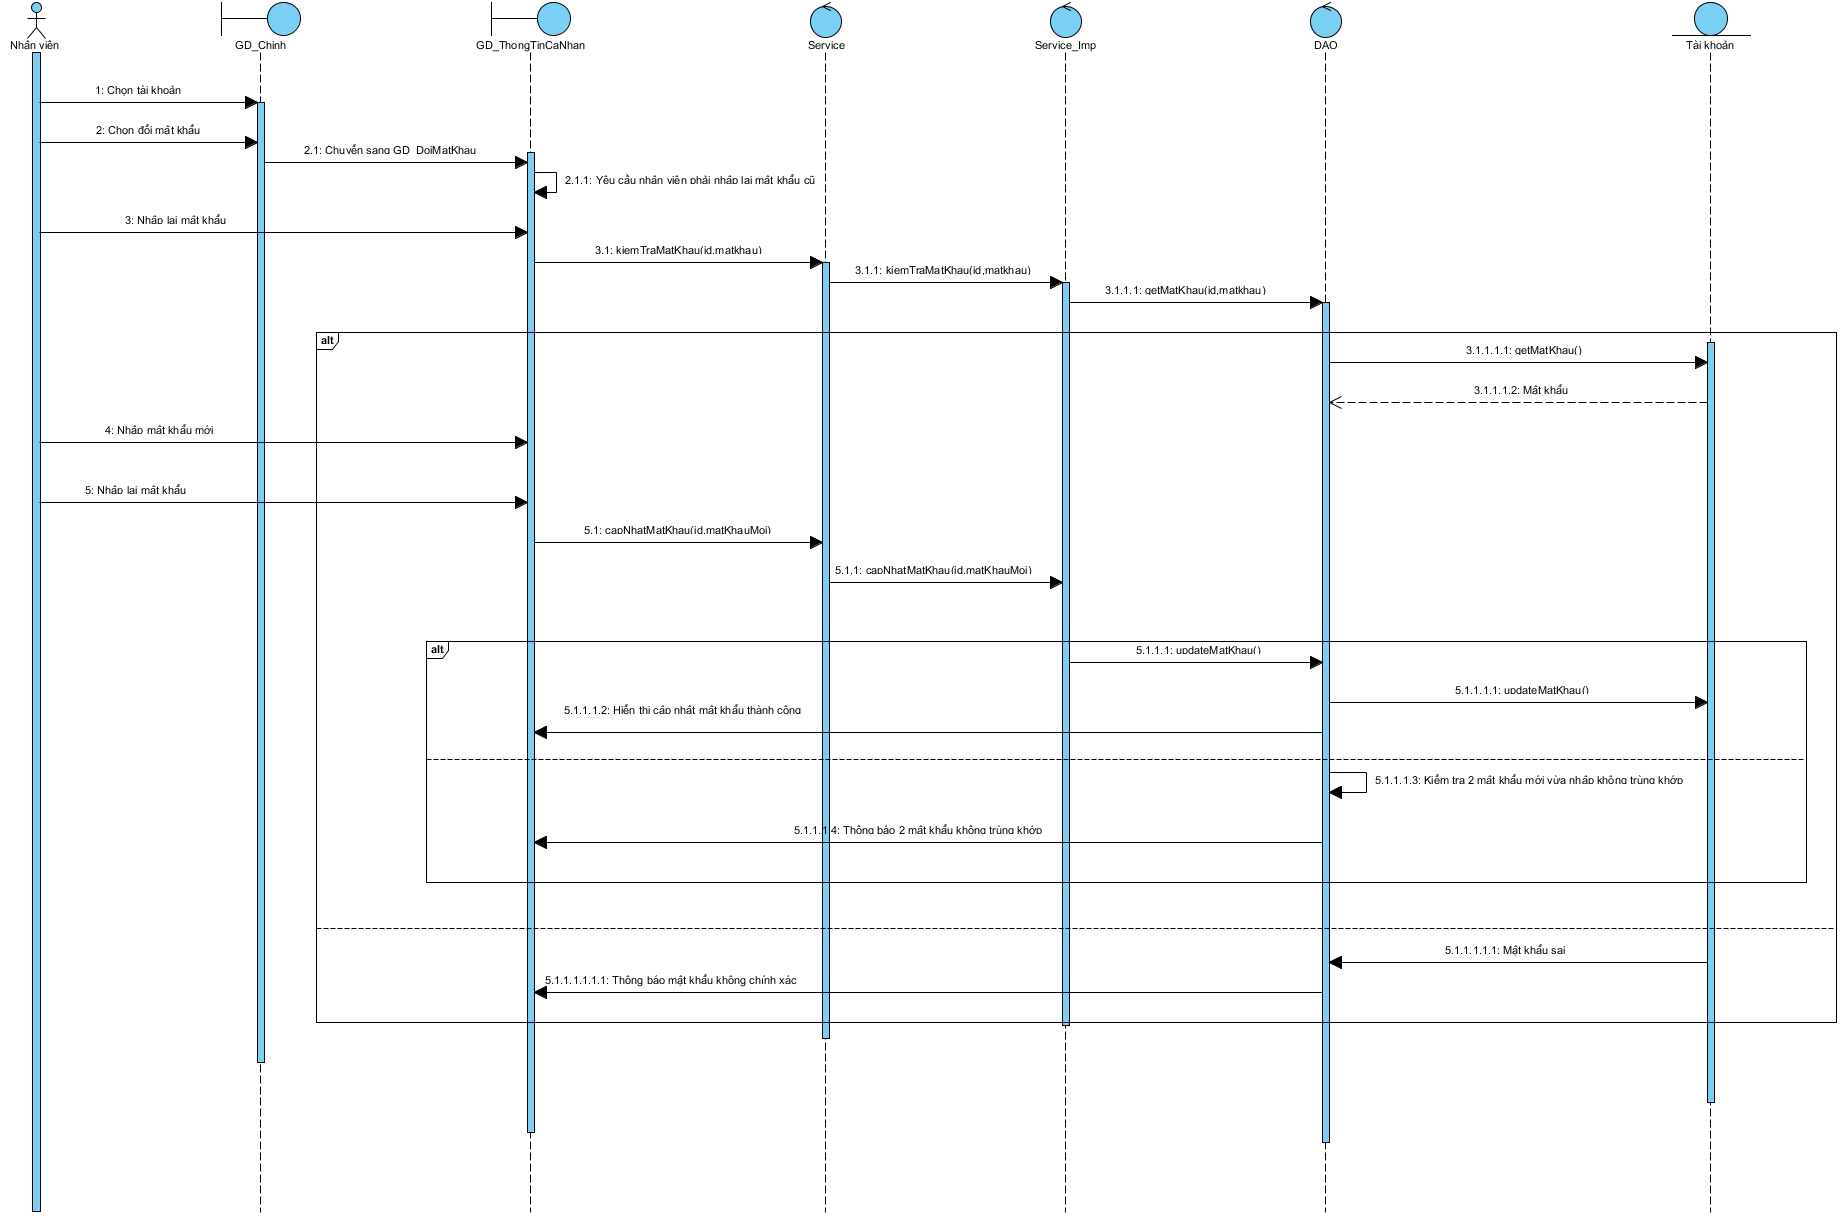 Nhân viên
GD_Chinh
GD_ThongTinCaNhan
Service
Service_Imp
DAO
Tài khoản
1: Chọn tài khoản
2: Chọn đổi mật khẩu
2.1: Chuyển sang GD_DoiMatKhau
2.1.1: Yêu cầu nhân viên phải nhập lại mật khẩu cũ
3: Nhập lại mật khẩu
3.1: kiemTraMatKhau(id,matkhau)
3.1.1: kiemTraMatKhau(id,matkhau)
3.1.1.1: getMatKhau(id,matkhau)
alt
3.1.1.1.1: getMatKhau()
3.1.1.1.2: Mật khẩu
4: Nhập mật khẩu mới
5: Nhập lại mật khẩu
5.1: capNhatMatKhau(id,matKhauMoi)
5.1.1: capNhatMatKhau(id,matKhauMoi)
alt
5.1.1.1: updateMatKhau()
5.1.1.1.1: updateMatKhau()
5.1.1.1.2: Hiển thị cập nhật mật khẩu thành công
5.1.1.1.3: Kiểm tra 2 mật khẩu mới vừa nhập không trùng khớp
5.1.1.1.4: Thông báo 2 mật khẩu không trùng khớp
5.1.1.1.1.1: Mật khẩu sai
5.1.1.1.1.1.1: Thông báo mật khẩu không chính xác